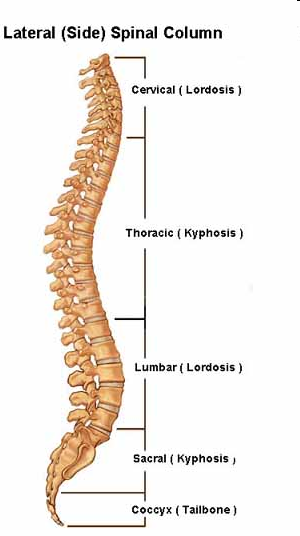 Lateral (Side) Spinal Column
Cervical ( Lordosis )
Thoracic ( Kyphosis )
Lumbar ( Lordosis )
Sacral ( Kyphosis )
Coccyx ( Tailbone )